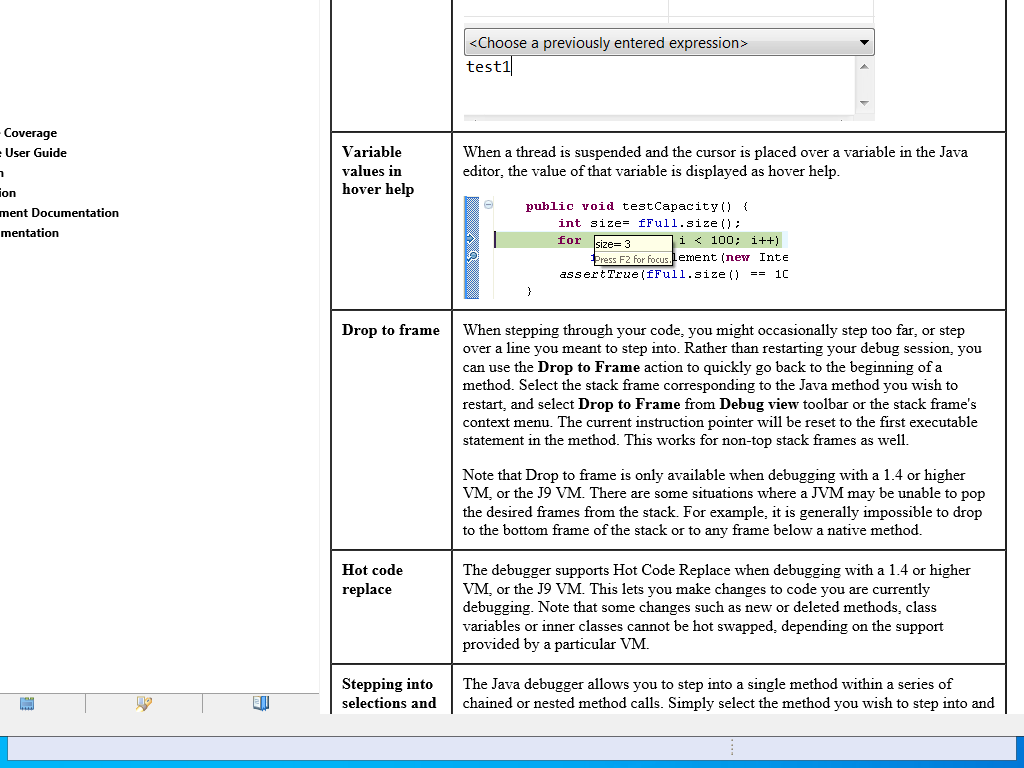 <Choose a previously entered expression>
test1
Coverage
User Guide
ion
ment Documentation
mentation
Variable
values in
hover help
When a thread is suspended and the cursor is placed over a variable in the Java
editor, the value of that variable is displayed as hover help.
public void testCapacity() {
int size= fFull.size();
for i < 100; i++)
size= 3
lement(new Inte
Press F2 for focus.
assertTrue(fFull.size() == 10
}
Drop to frame
When stepping through your code, you might occasionally step too far, or step
over a line you meant to step into. Rather than restarting your debug session, you
can use the Drop to Frame action to quickly go back to the beginning of a
method. Select the stack frame corresponding to the Java method you wish to
restart, and select Drop to Frame from Debug view toolbar or the stack frame's
context menu. The current instruction pointer will be reset to the first executable
statement in the method. This works for non-top stack frames as well.
Note that Drop to frame is only available when debugging with a 1.4 or higher
VM, or the J9 VM. There are some situations where a JVM may be unable to pop
the desired frames from the stack. For example, it is generally impossible to drop
to the bottom frame of the stack or to any frame below a native method.
Hot code
replace
The debugger supports Hot Code Replace when debugging with a 1.4 or higher
VM, or the J9 VM. This lets you make changes to code you are currently
debugging. Note that some changes such as new or deleted methods, class
variables or inner classes cannot be hot swapped, depending on the support
provided by a particular VM.
Stepping into
selections and
The Java debugger allows you to step into a single method within a series of
chained or nested method calls. Simply select the method you wish to step into and